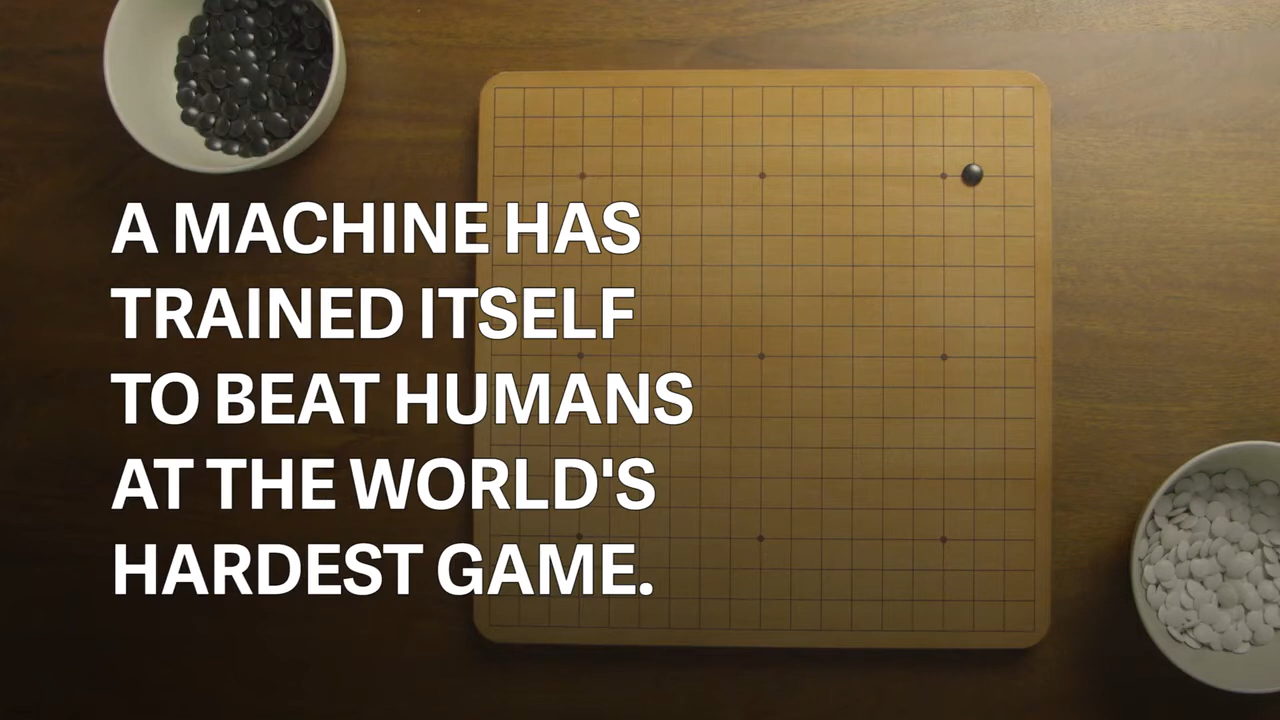 A MACHINE HAS
TRAINED ITSELF
TO BEAT HUMANS
AT THE WORLD'S
HARDEST GAME.